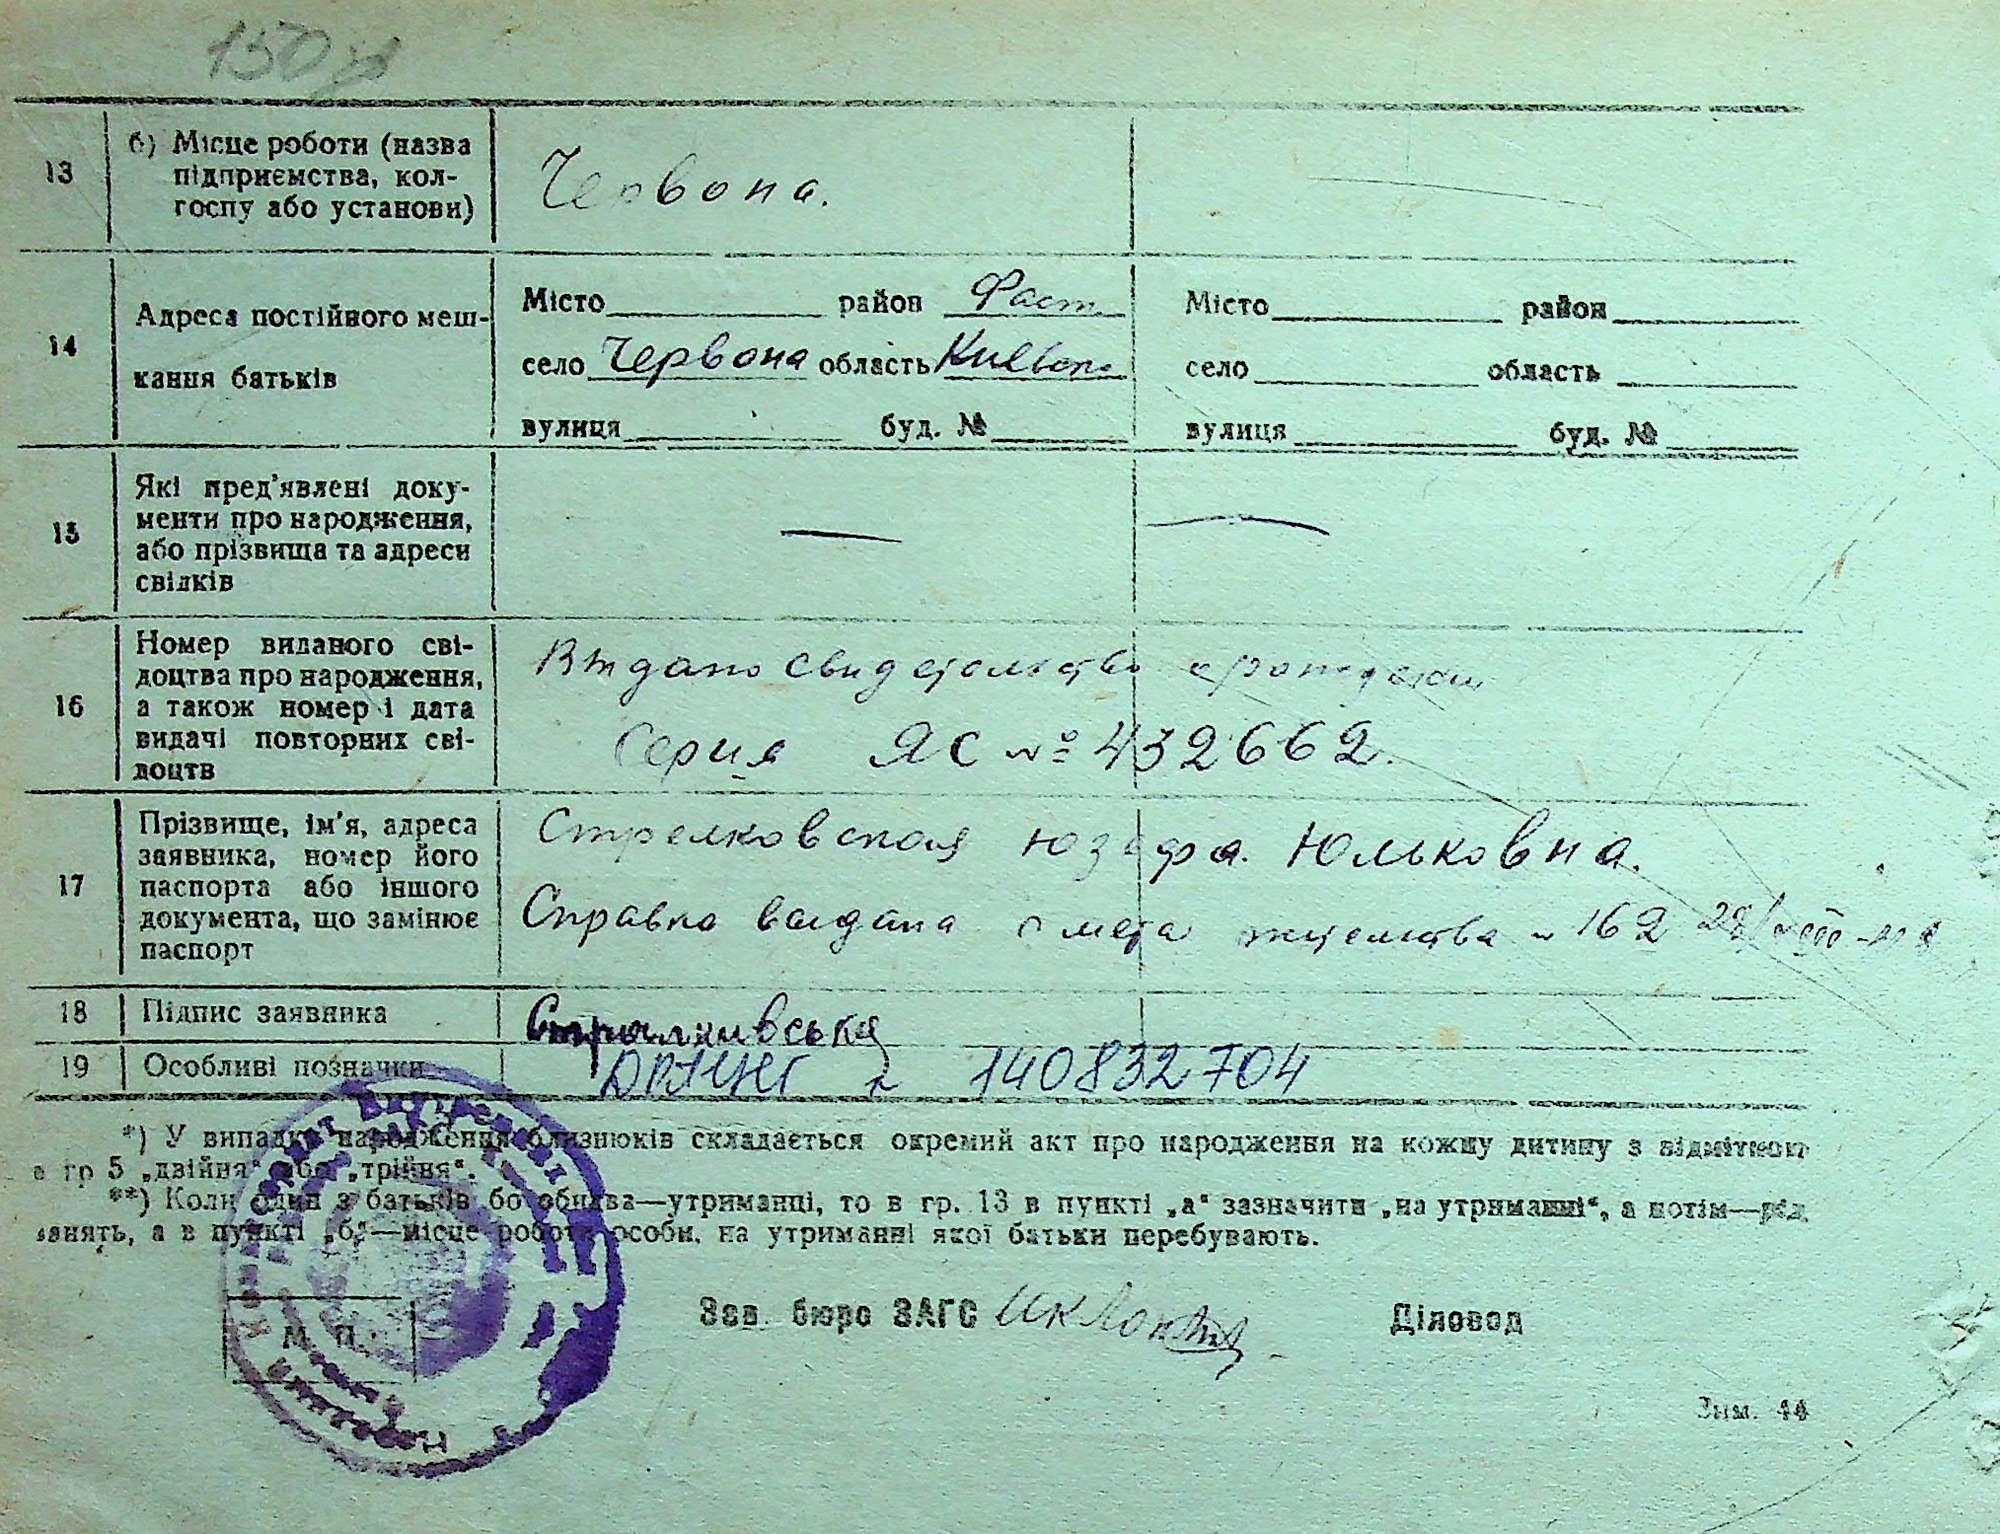 150
13
б) Місце роботи (назва
підприємства, кол-
госпу або установи)
Червона.
14
Адреса постійного меш-
кання батьків
Місто район Фаст.
село Червона область
вулиця буд. №
Місто район
село область
вулиця буд. №
15
Які пред'явлені доку-
менти про народження,
або прізвища та адреси
свілків
—
—
16
Номер виданого сві-
доцтва про народження,
а також номер і дата
видачі повторних сві-
доцтв
свидетельство
Серия ЯС № 432662.
17
Прізвище, ім'я, адреса
заявника, номер його
паспорта або іншого
документа, що замінює
паспорт
Стрелковская Юзефа. Юльковна.
Справка выдана с места жительства № 162
18
Підпис заявника
19
Особливі позначки
140832704
*) У випадку народження близнюків складається окремий акт про народження на кожну дитину з відміткою
в гр 5 „двійня“ або „трійня“.
**) Коли один з батьків бо обидва—утриманці, то в гр. 13 в пункті „а“ зазначити „на утриманні“, а потім—рід
занять, а в пункті „б“—місце роботи особи, на утриманні якої батьки перебувають.
М. П.
Зав. бюро ЗАГС
Діловод
Зим. 44